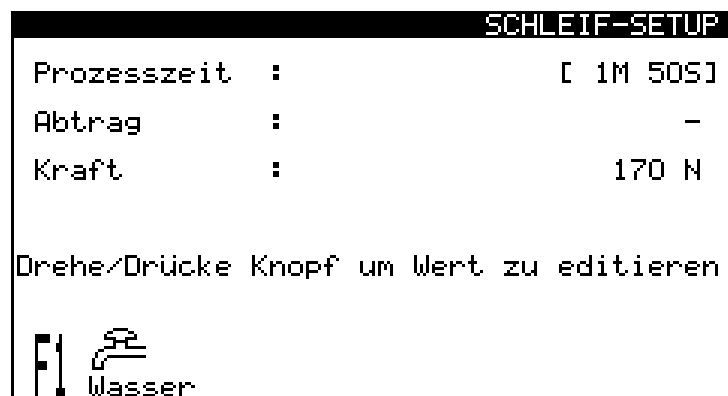 SCHLEIF-SETUP
Prozesszeit : [ 1M 50S]
Abtrag : -
Kraft : 170 N
Drehe/Drücke Knopf um Wert zu editieren
F1 Wasser